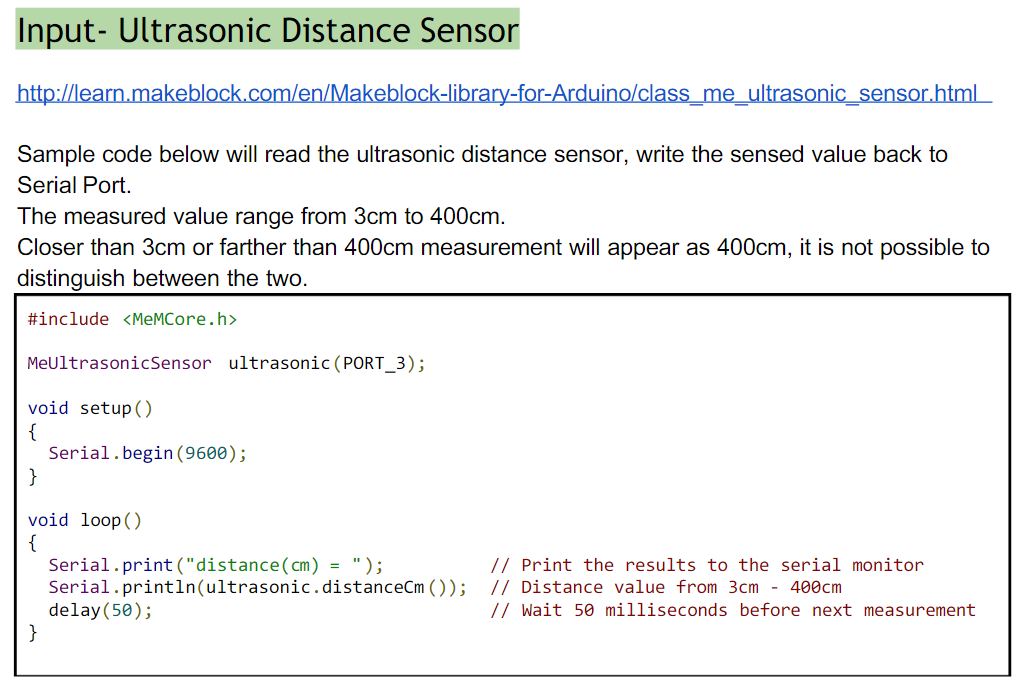 Input- Ultrasonic Distance Sensor
http://learn.makeblock.com/en/Makeblock-library-for-Arduino/class_me_ultrasonic_sensor.html
Sample code below will read the ultrasonic distance sensor, write the sensed value back to
Serial Port.
The measured value range from 3cm to 400cm.
Closer than 3cm or farther than 400cm measurement will appear as 400cm, it is not possible to
distinguish between the two.
#include <MeMCore.h>
MeUltrasonicSensor ultrasonic(PORT_3);
void setup()
{
  Serial.begin(9600);
}
void loop()
{
  Serial.print("distance(cm) = ");          // Print the results to the serial monitor
  Serial.println(ultrasonic.distanceCm());  // Distance value from 3cm - 400cm
  delay(50);                                // Wait 50 milliseconds before next measurement
}